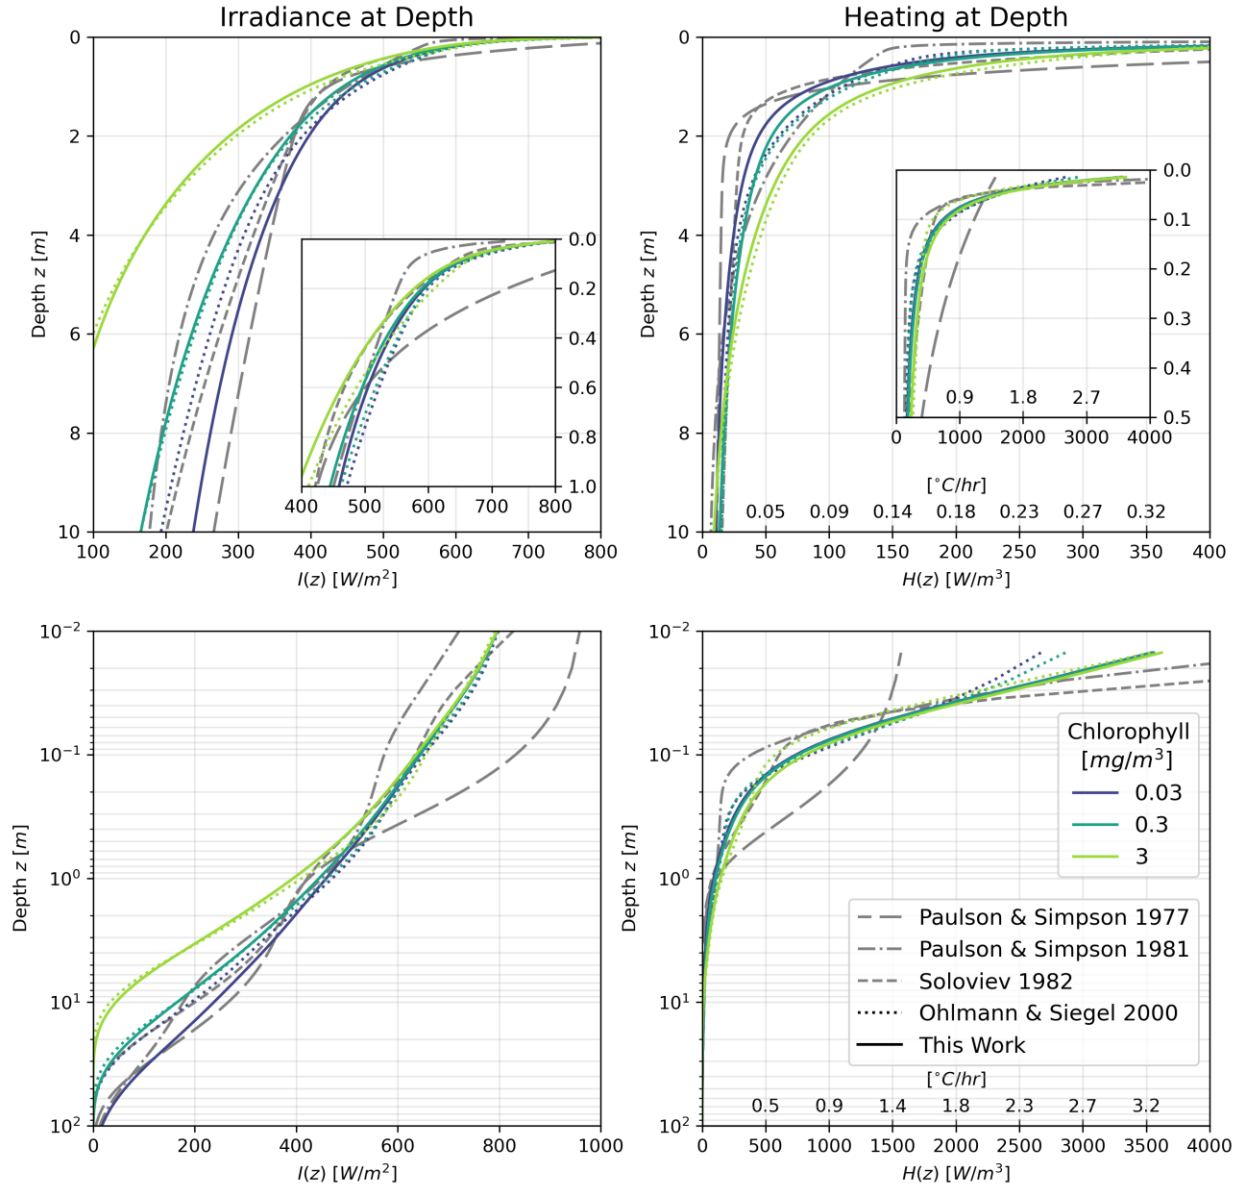 Irradiance at Depth
0
2
4
6
8
10
Depth z [m]
100 200 300 400 500 600 700 800
I(z) [W/m²]
0.0
0.2
0.4
0.6
0.8
1.0
400 500 600 700 800
Heating at Depth
0
2
4
6
8
10
Depth z [m]
0.0
0.1
0.2
0.3
0.4
0.5
0.9 1.8 2.7
0 1000 2000 3000 4000
[°C/hr]
0.05 0.09 0.14 0.18 0.23 0.27 0.32
0 50 100 150 200 250 300 350 400
H(z) [W/m³]
10⁻²
10⁻¹
10⁰
10¹
10²
Depth z [m]
0 200 400 600 800 1000
I(z) [W/m²]
10⁻²
10⁻¹
10⁰
10¹
10²
Depth z [m]
Chlorophyll
[mg/m³]
0.03
0.3
3
Paulson & Simpson 1977
Paulson & Simpson 1981
Soloviev 1982
Ohlmann & Siegel 2000
This Work
[°C/hr]
0.5 0.9 1.4 1.8 2.3 2.7 3.2
0 500 1000 1500 2000 2500 3000 3500 4000
H(z) [W/m³]